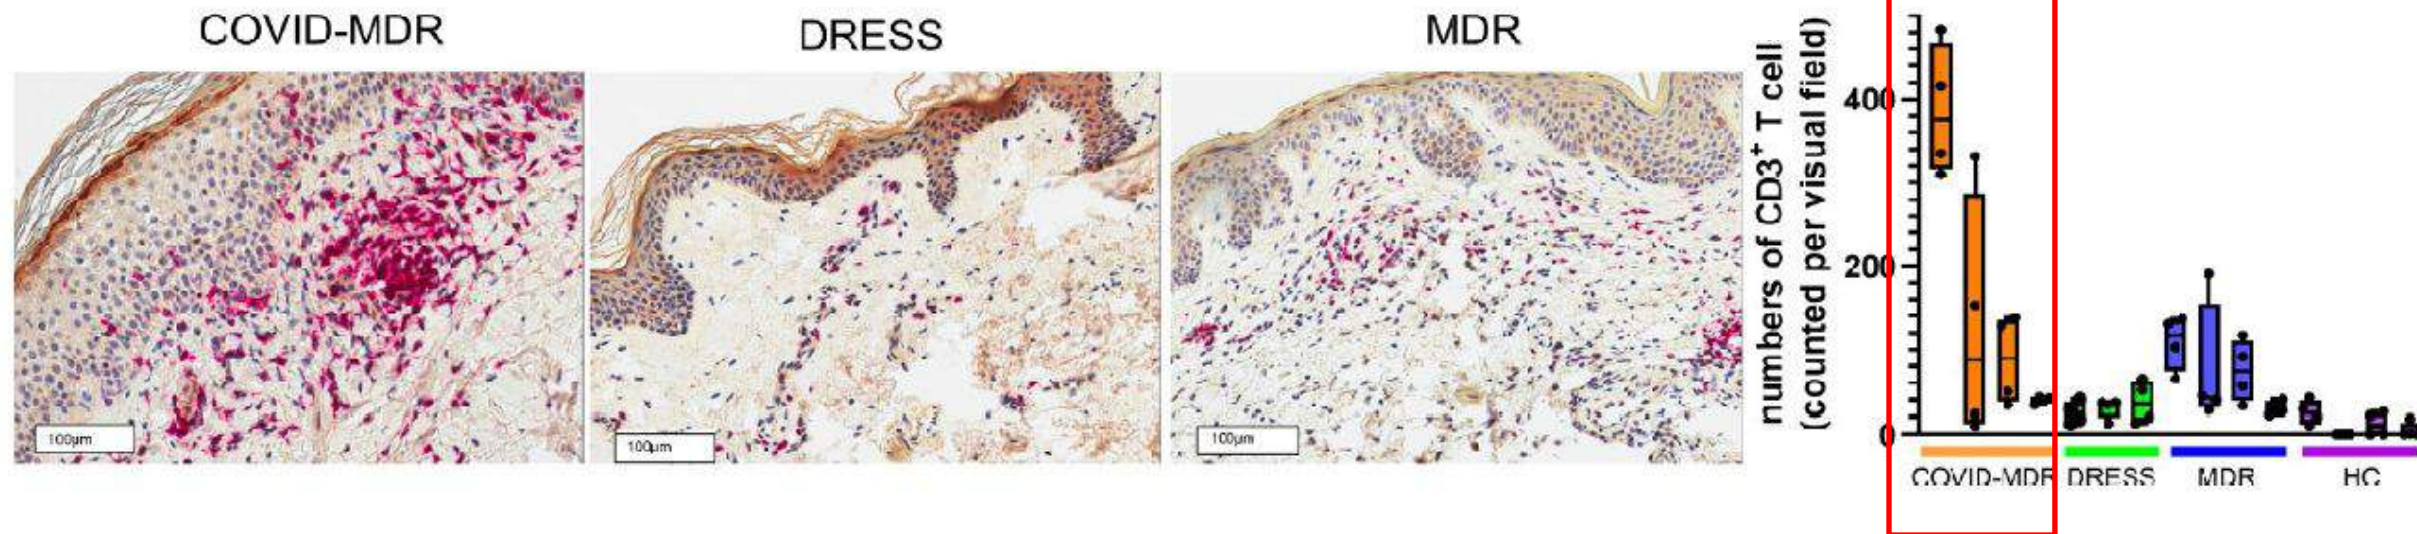 COVID-MDR
DRESS
MDR
100µm
100µm
100µm
numbers of CD3⁺ T cell
(counted per visual field)
400
200
0
COVID-MDR
DRESS
MDR
HC